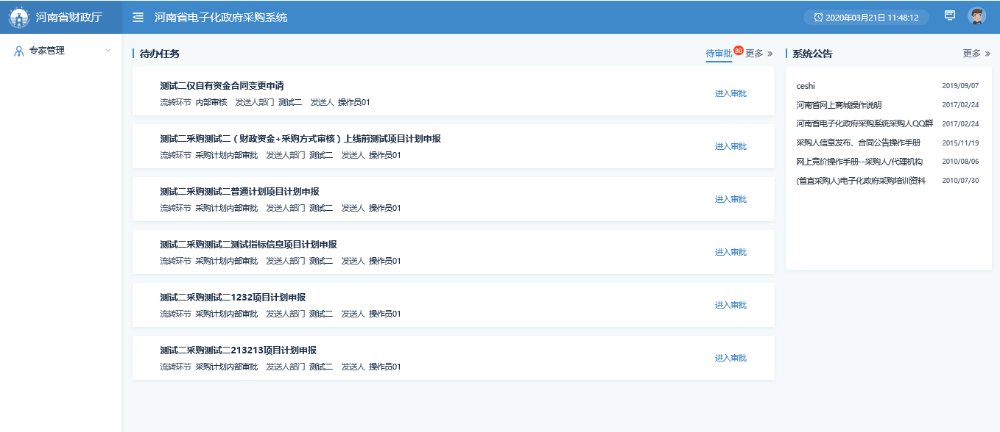 河南省财政厅
河南省电子化政府采购系统
2020年03月21日 11:48:12
专家管理
待办任务
待审批 80 更多 »
测试二仅自有资金合同变更申请
流转环节 内部审核 发送人部门 测试二 发送人 操作员01
进入审批
测试二采购测试二（财政资金+采购方式审核）上线前测试项目计划申报
流转环节 采购计划内部审批 发送人部门 测试二 发送人 操作员01
进入审批
测试二采购测试二普通计划项目计划申报
流转环节 采购计划内部审批 发送人部门 测试二 发送人 操作员01
进入审批
测试二采购测试二测试指标信息项目计划申报
流转环节 采购计划内部审批 发送人部门 测试二 发送人 操作员01
进入审批
测试二采购测试二1232项目计划申报
流转环节 采购计划内部审批 发送人部门 测试二 发送人 操作员01
进入审批
测试二采购测试二213213项目计划申报
流转环节 采购计划内部审批 发送人部门 测试二 发送人 操作员01
进入审批
系统公告
更多 »
ceshi 2019/09/07
河南省网上商城操作说明 2017/02/24
河南省电子化政府采购系统采购人QQ群 2017/02/24
采购人信息发布、合同公告操作手册 2015/11/19
网上竞价操作手册--采购人/代理机构 2010/08/06
(省直采购人)电子化政府采购培训资料 2010/07/30